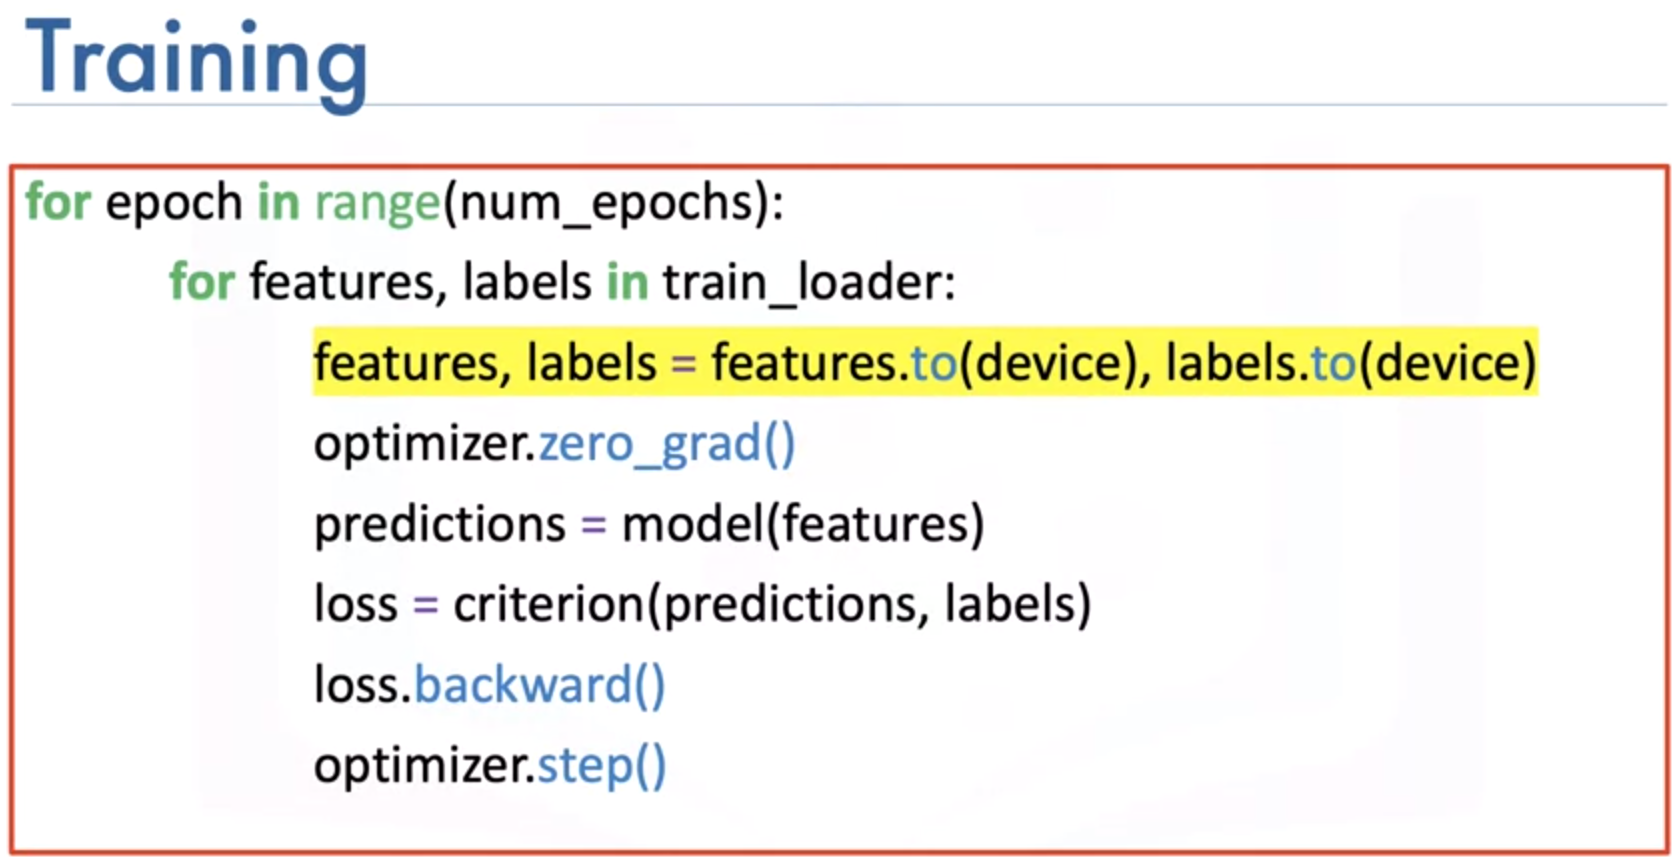 Training
for epoch in range(num_epochs):
for features, labels in train_loader:
features, labels = features.to(device), labels.to(device)
optimizer.zero_grad()
predictions = model(features)
loss = criterion(predictions, labels)
loss.backward()
optimizer.step()